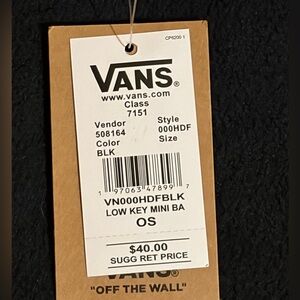 CP5200 1
VANS®
www.vans.com
Class
7151
Vendor Style
508164 000HDF
Color Size
BLK
1 97063 47899 7
VN000HDFBLK
LOW KEY MINI BA
OS
$40.00
SUGG RET PRICE
VANS®
"OFF THE WALL"